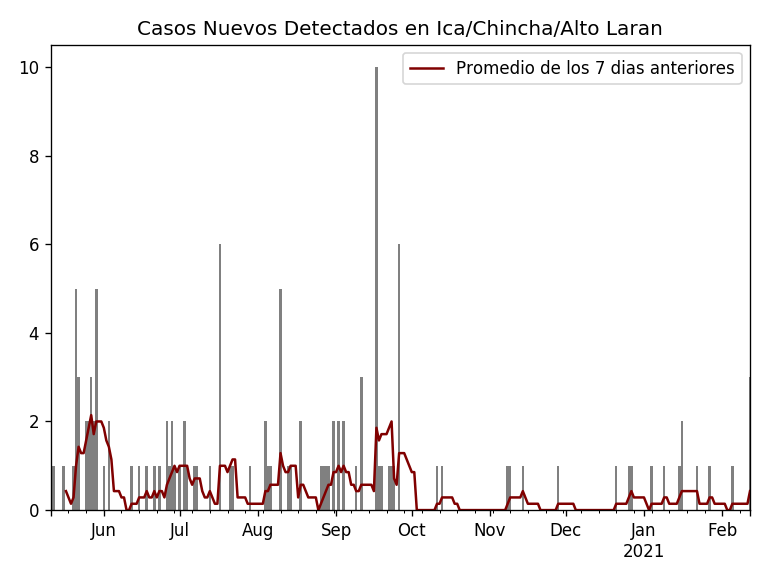 Casos Nuevos Detectados en Ica/Chincha/Alto Laran
Promedio de los 7 dias anteriores
10
8
6
4
2
0
Jun Jul Aug Sep Oct Nov Dec Jan Feb
2021